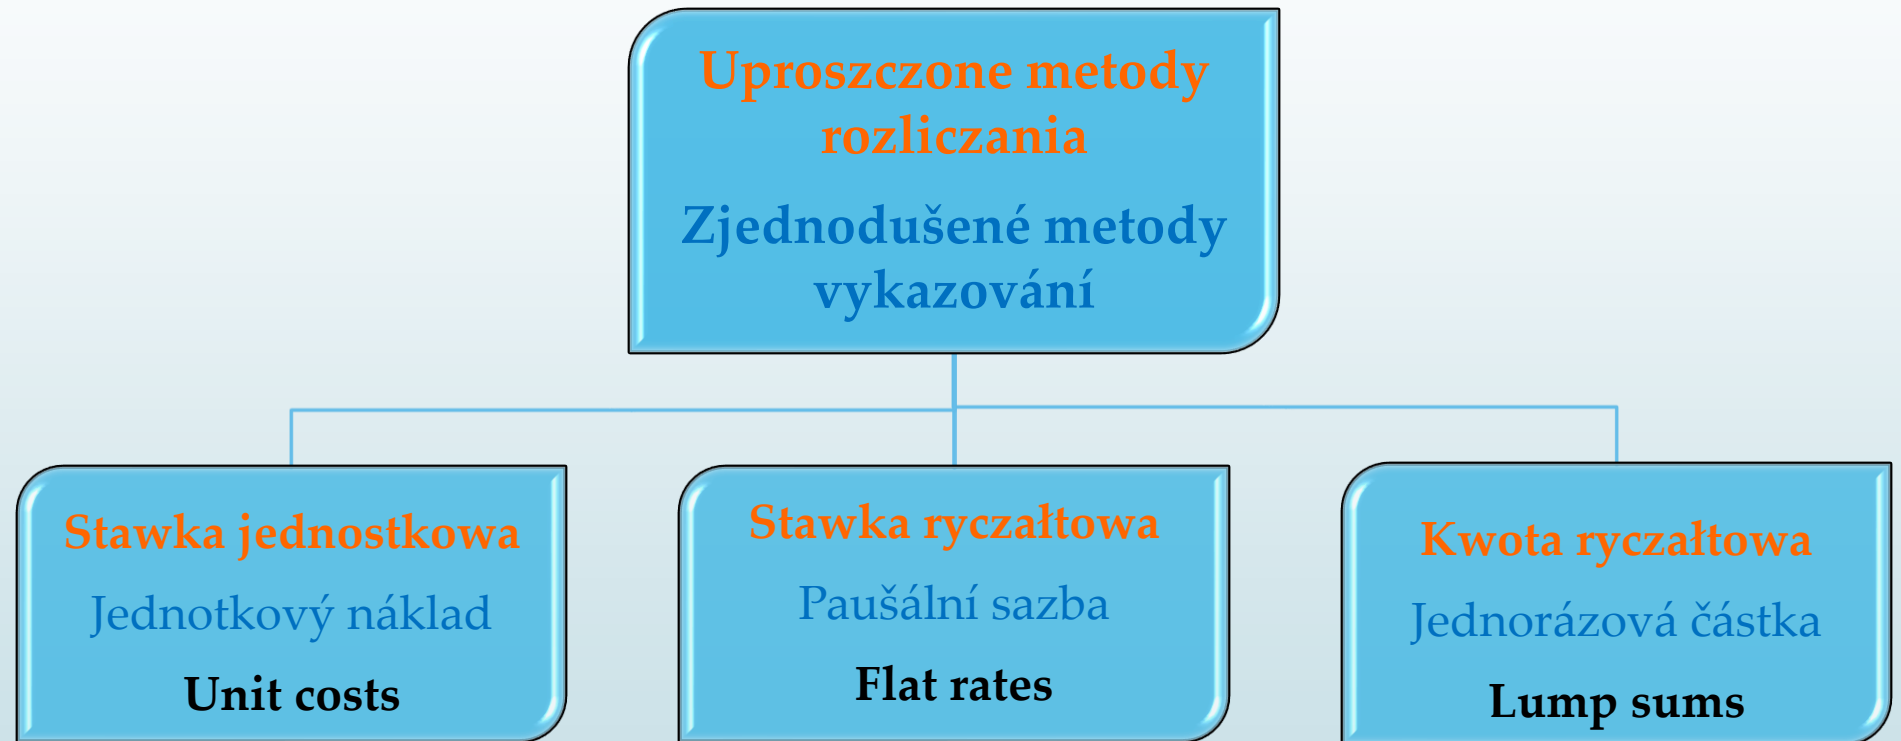 Uproszczone metody
rozliczania
Zjednodušené metody
vykazování
Stawka jednostkowa
Jednotkový náklad
Unit costs
Stawka ryczałtowa
Paušální sazba
Flat rates
Kwota ryczałtowa
Jednorázová částka
Lump sums